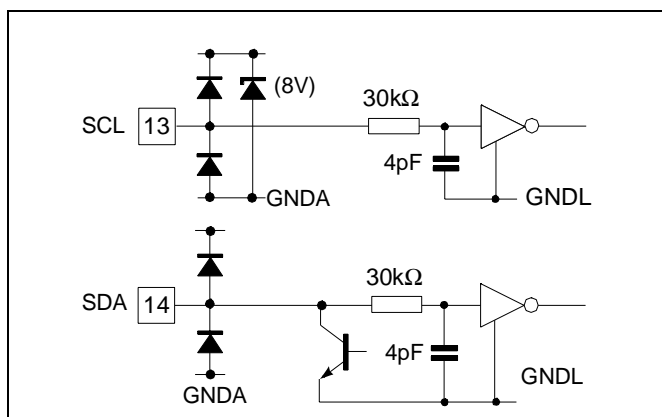 (8V)
30kΩ
SCL 13
4pF
GNDA
GNDL
30kΩ
SDA 14
4pF
GNDA
GNDL